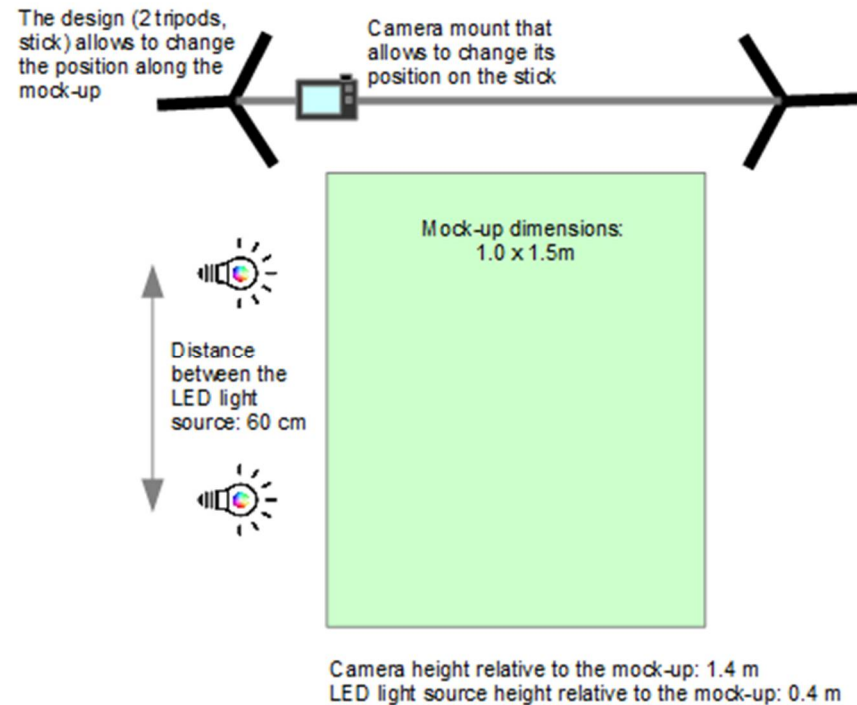 The design (2 tripods,
stick) allows to change
the position along the
mock-up
Camera mount that
allows to change its
position on the stick
Mock-up dimensions:
1.0 x 1.5m
Distance
between the
LED light
source: 60 cm
Camera height relative to the mock-up: 1.4 m
LED light source height relative to the mock-up: 0.4 m